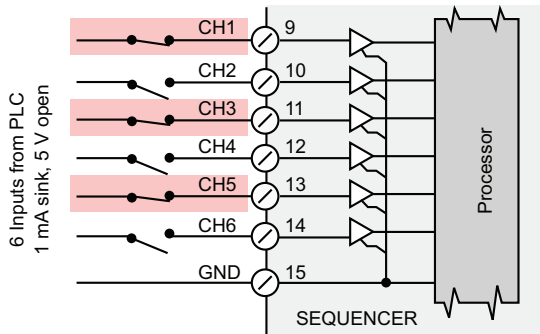 6 Inputs from PLC
1 mA sink, 5 V open
CH1
9
CH2
10
CH3
11
CH4
12
CH5
13
CH6
14
GND
15
Processor
SEQUENCER